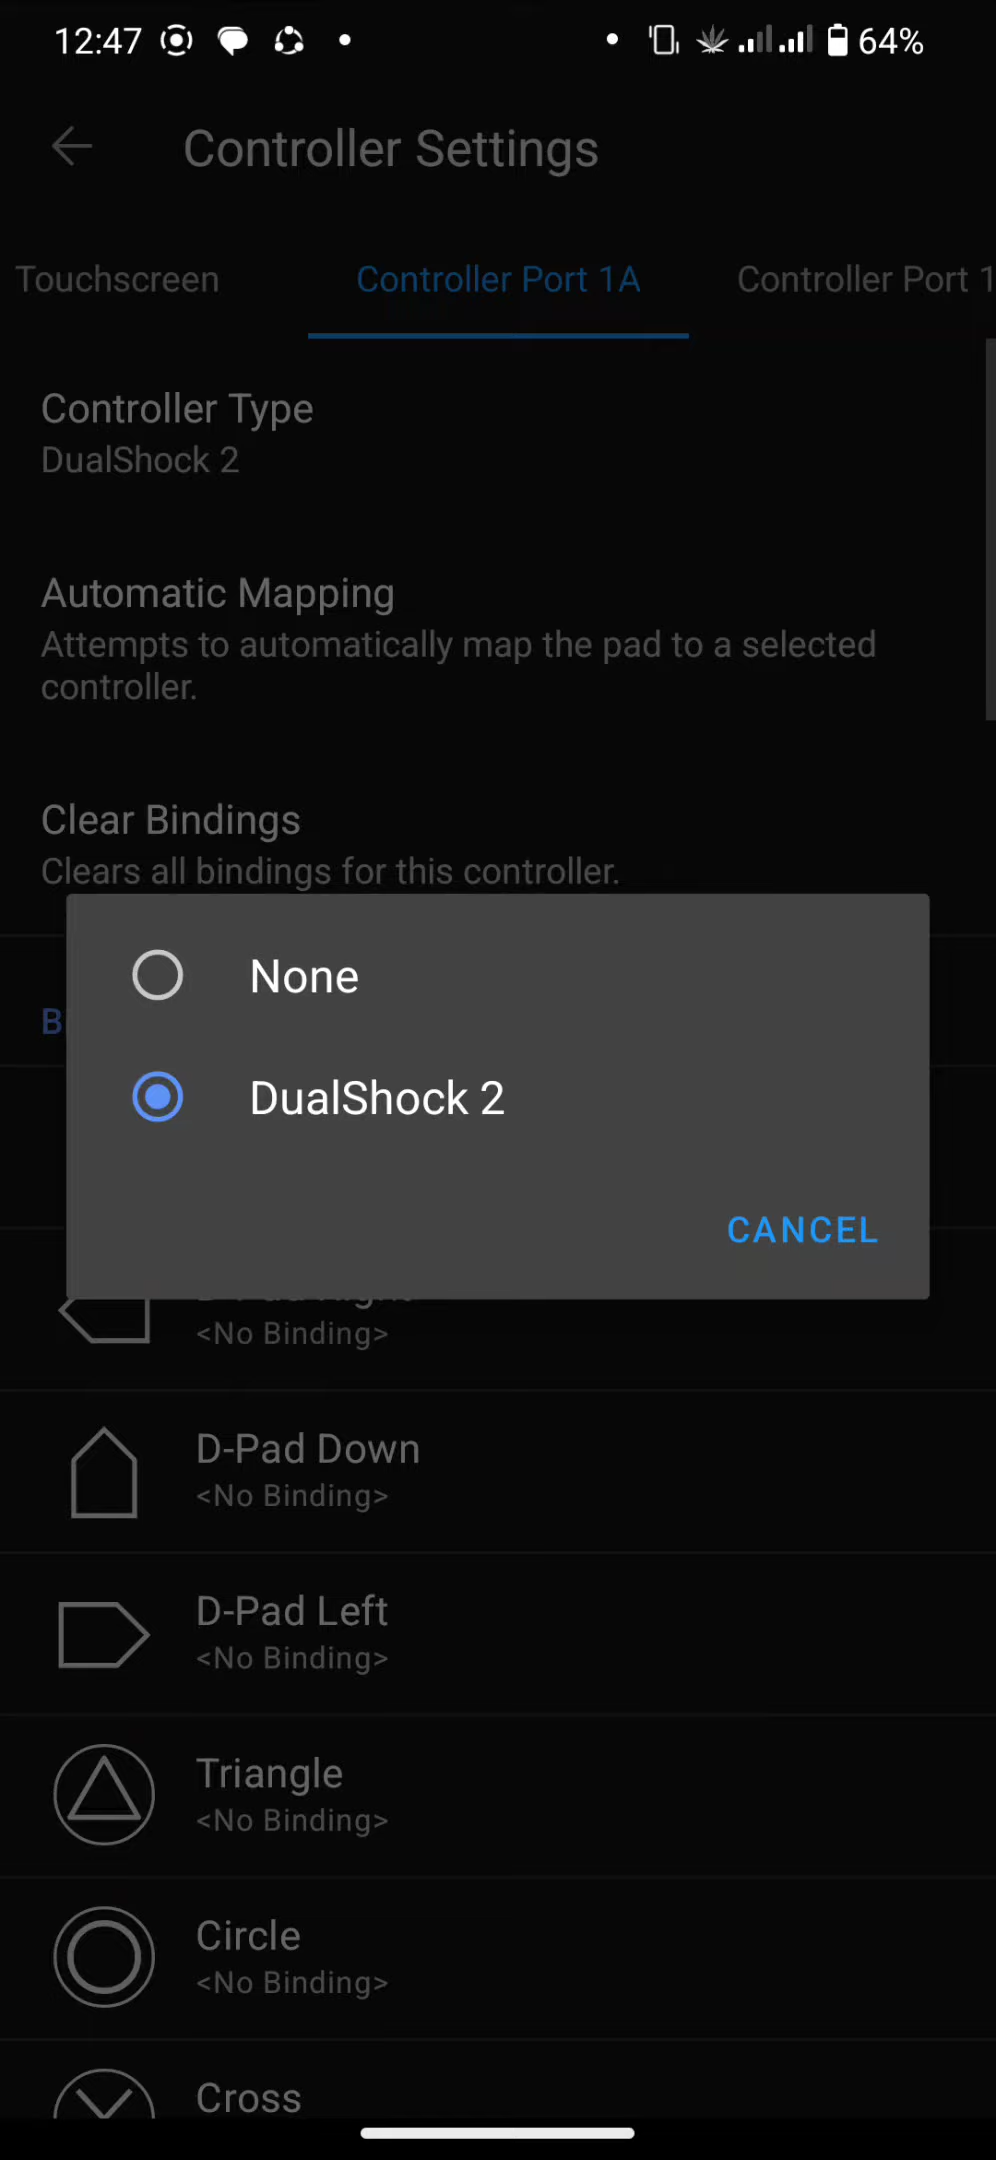 12:47
64%
Controller Settings
Touchscreen
Controller Port 1A
Controller Port 1
Controller Type
DualShock 2
Automatic Mapping
Attempts to automatically map the pad to a selected
controller.
Clear Bindings
Clears all bindings for this controller.
B
None
DualShock 2
CANCEL
<No Binding>
D-Pad Down
<No Binding>
D-Pad Left
<No Binding>
Triangle
<No Binding>
Circle
<No Binding>
Cross